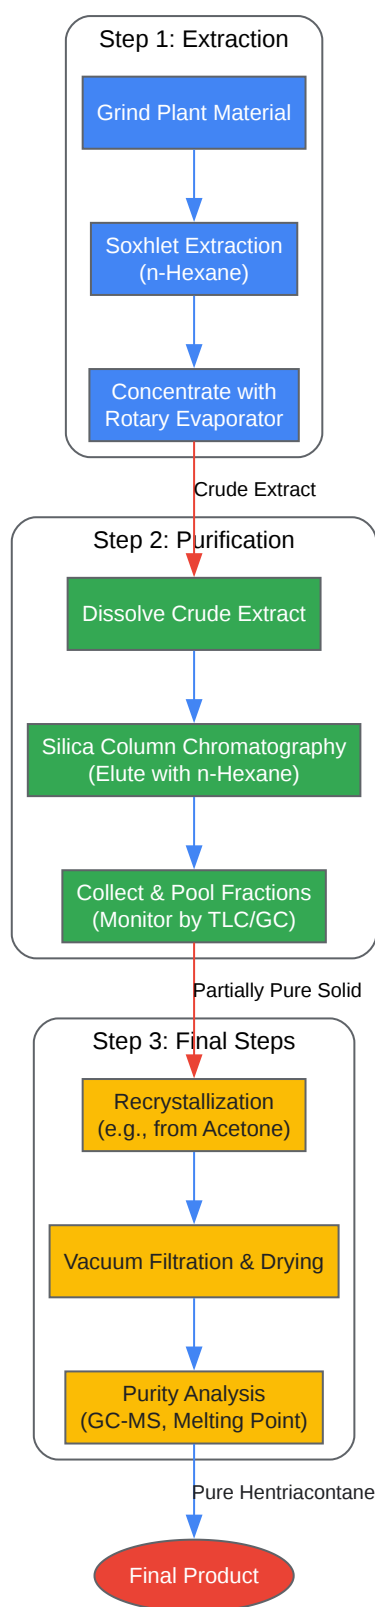 Step 1: Extraction
Grind Plant Material
Soxhlet Extraction
(n-Hexane)
Concentrate with
Rotary Evaporator
Crude Extract
Step 2: Purification
Dissolve Crude Extract
Silica Column Chromatography
(Elute with n-Hexane)
Collect & Pool Fractions
(Monitor by TLC/GC)
Partially Pure Solid
Step 3: Final Steps
Recrystallization
(e.g., from Acetone)
Vacuum Filtration & Drying
Purity Analysis
(GC-MS, Melting Point)
Pure Hentriacontane
Final Product